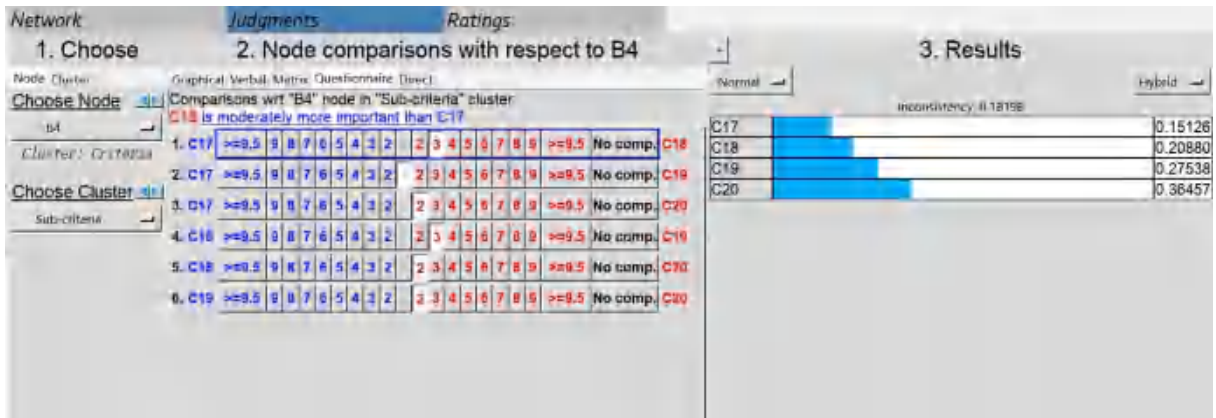 Network Judgments Ratings
1. Choose
2. Node comparisons with respect to B4
3. Results
Node Cluster
Choose Node
B4
Cluster: Criteria
Choose Cluster
Sub-criteria
Graphical Verbal Matrix Questionnaire Direct
Comparisons wrt "B4" node in "Sub-criteria" cluster
C18 is moderately more important than C17
1. C17 >=9.5 9 8 7 6 5 4 3 2 2 3 4 5 6 7 8 9 >=9.5 No comp. C18
2. C17 >=9.5 9 8 7 6 5 4 3 2 2 3 4 5 6 7 8 9 >=9.5 No comp. C19
3. C17 >=9.5 9 8 7 6 5 4 3 2 2 3 4 5 6 7 8 9 >=9.5 No comp. C20
4. C18 >=9.5 9 8 7 6 5 4 3 2 2 3 4 5 6 7 8 9 >=9.5 No comp. C19
5. C18 >=9.5 9 8 7 6 5 4 3 2 2 3 4 5 6 7 8 9 >=9.5 No comp. C20
6. C19 >=9.5 9 8 7 6 5 4 3 2 2 3 4 5 6 7 8 9 >=9.5 No comp. C20
Normal Hybrid
Inconsistency: 0.18198
C17 0.15126
C18 0.20880
C19 0.27538
C20 0.36457